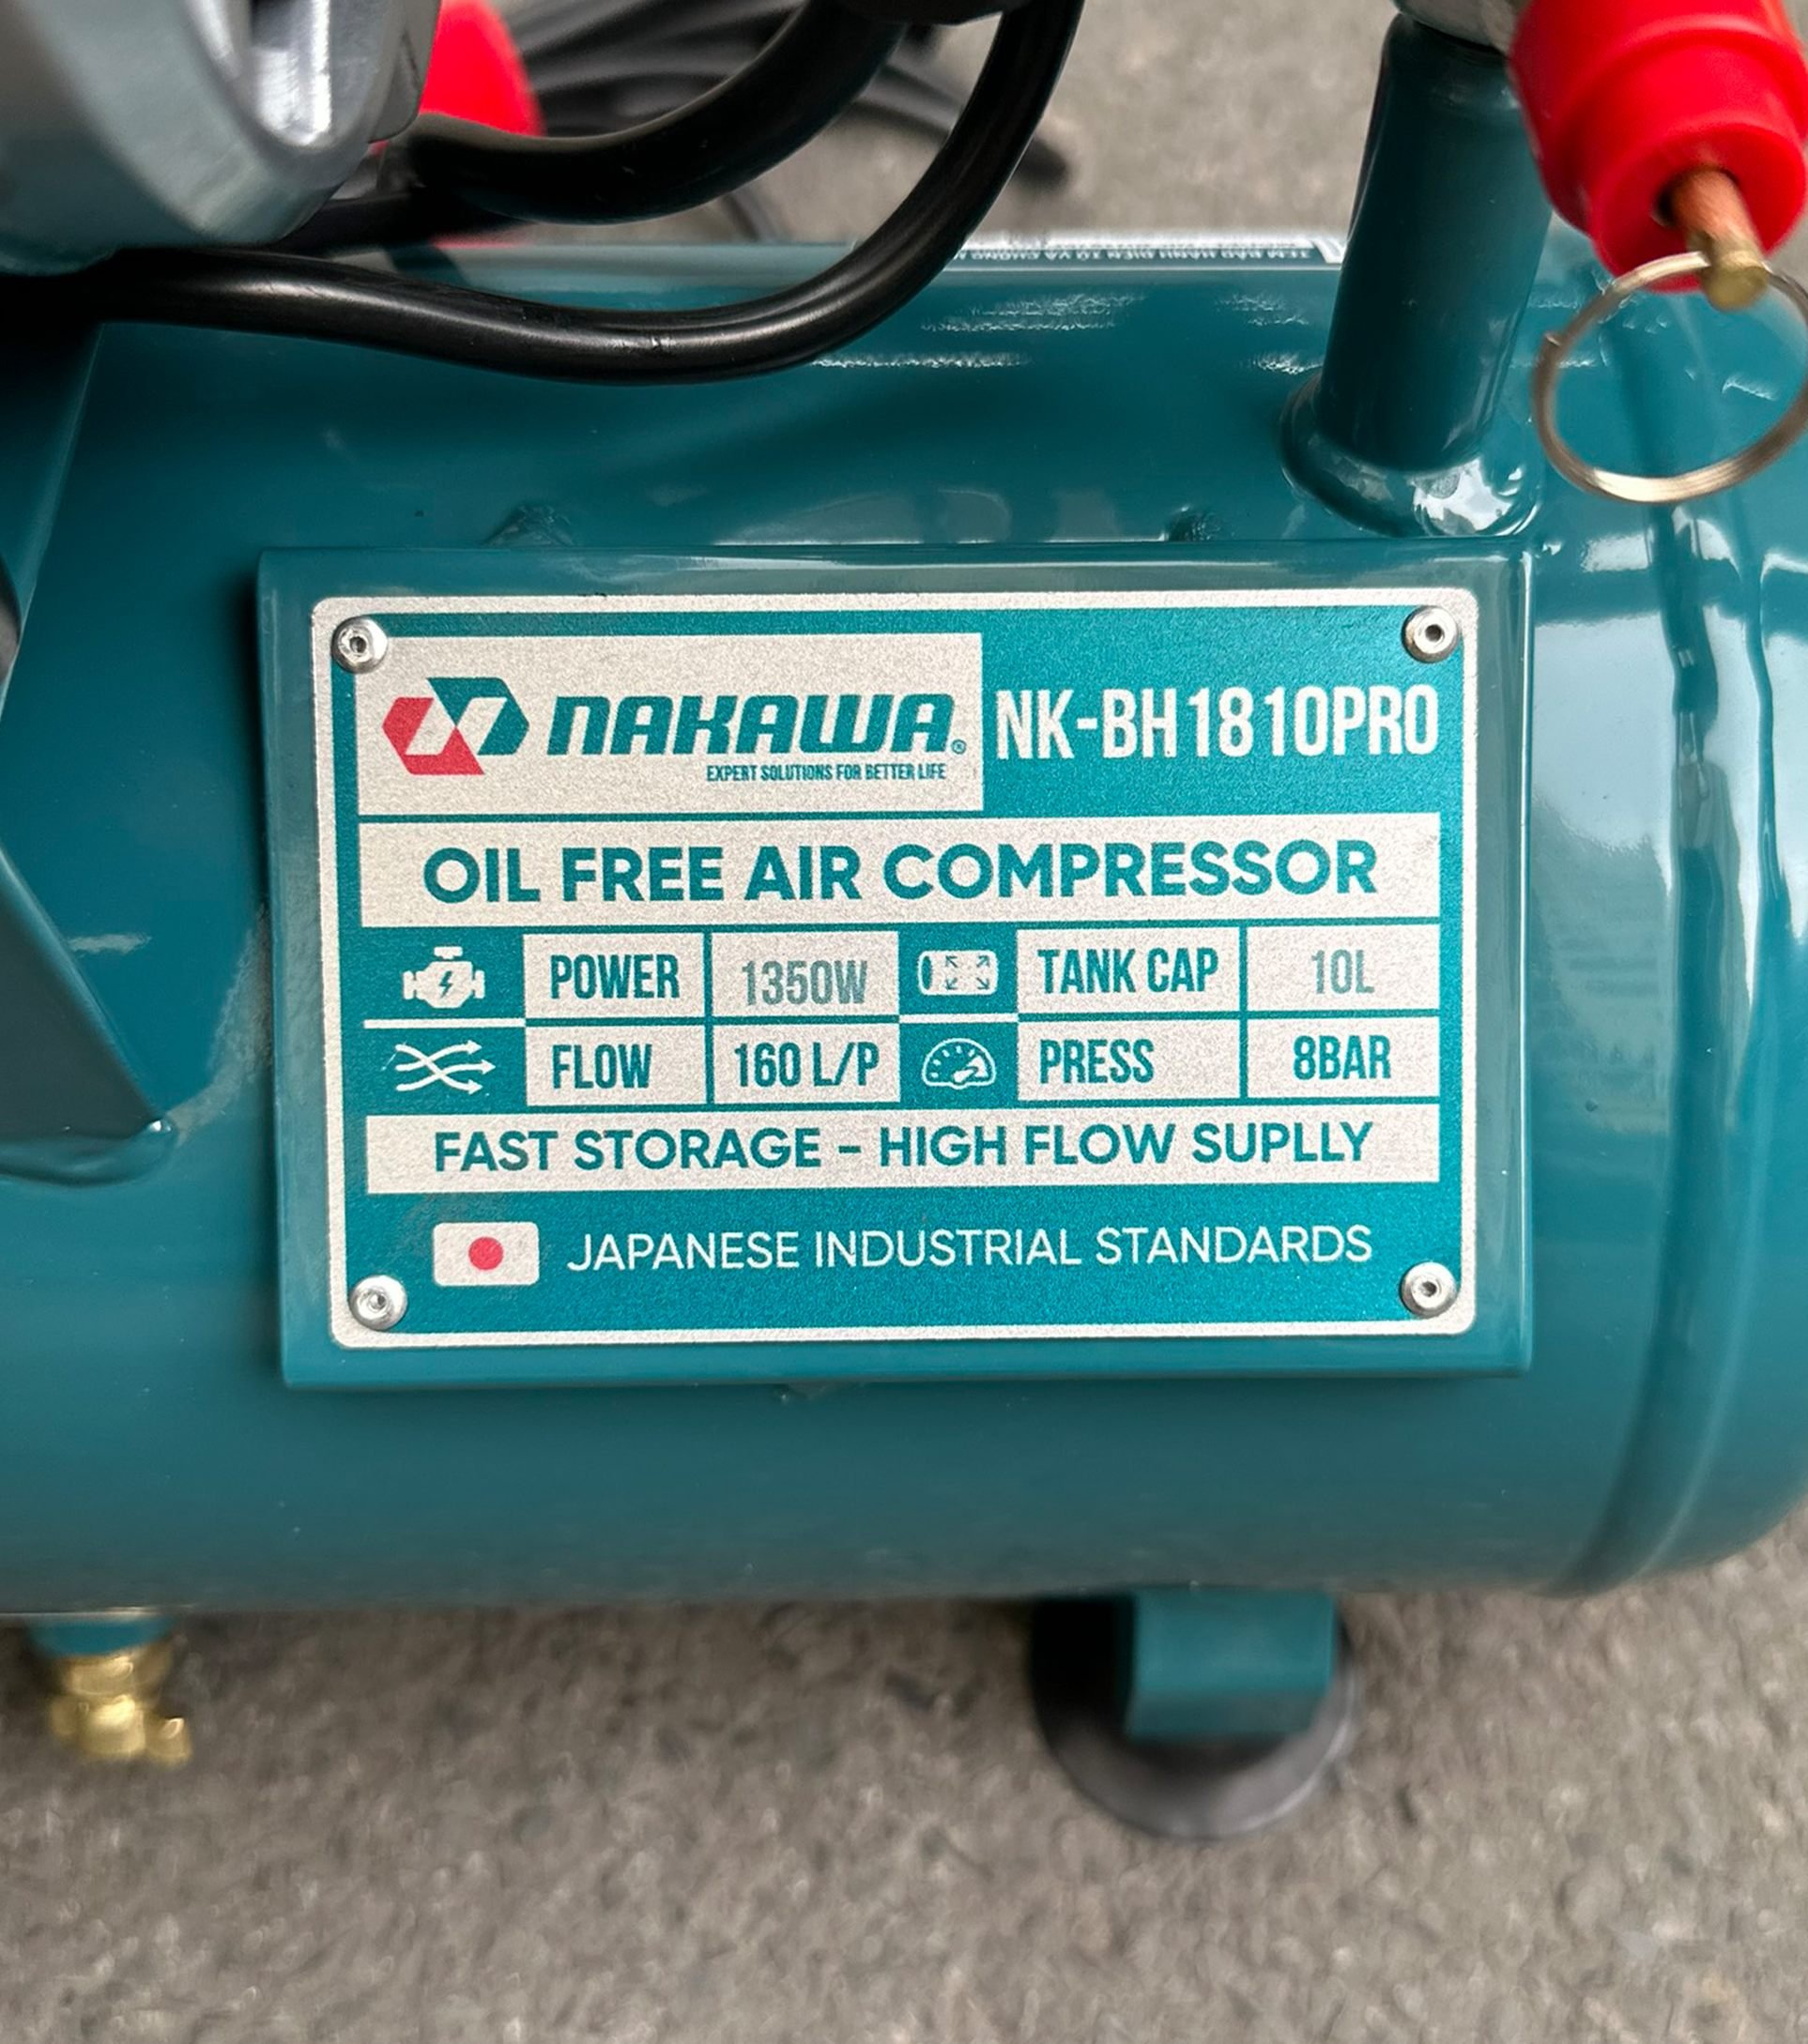 NAKAWA®
EXPERT SOLUTIONS FOR BETTER LIFE
NK-BH1810PRO
OIL FREE AIR COMPRESSOR
POWER 1350W TANK CAP 10L
FLOW 160 L/P PRESS 8BAR
FAST STORAGE - HIGH FLOW SUPLLY
JAPANESE INDUSTRIAL STANDARDS